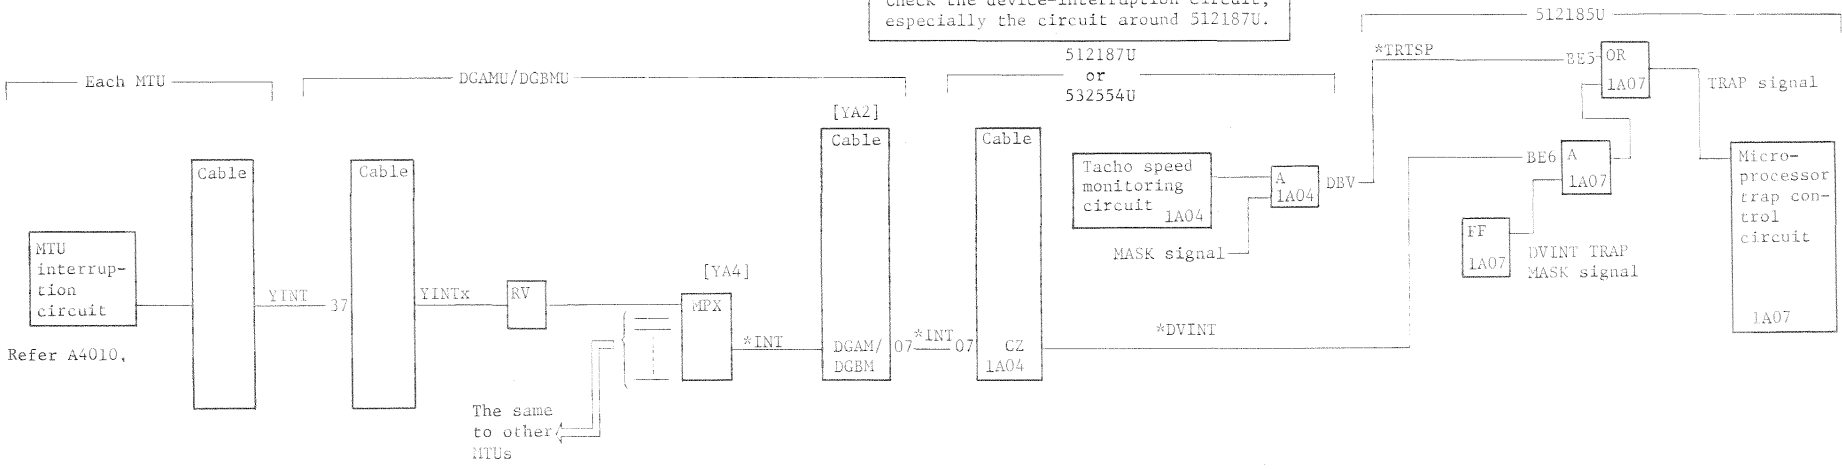 Check the device-interruption circuit,
especially the circuit around 512187U.
512187U
or
532554U
512185U
Each MTU
DGAMU/DGBMU
*TRTSP
BE5
OR
1A07
TRAP signal
[YA2]
Cable
Cable
Cable
Cable
Tacho speed
monitoring
circuit 1A04
A
1A04
DBV
MASK signal
BE6
A
1A07
FF
1A07
DVINT TRAP
MASK signal
Micro-
processor
trap con-
trol
circuit
1A07
MTU
interrup-
tion
circuit
Refer A4010,
YINT
37
YINTx
RV
[YA4]
MPX
*INT
DGAM/
DGBM
07
*INT
07
CZ
1A04
*DVINT
The same
to other
MTUs